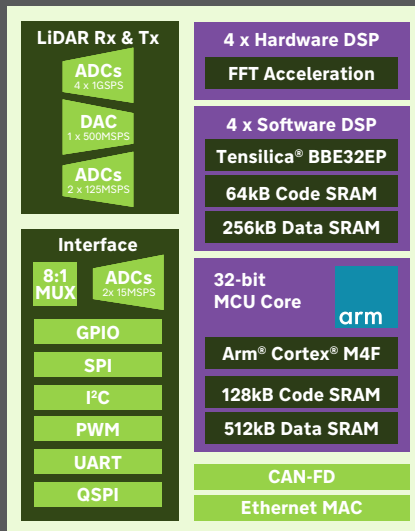 LiDAR Rx & Tx
ADCs
4 x 1GSPS
DAC
1 x 500MSPS
ADCs
2 x 125MSPS
Interface
8:1
MUX
ADCs
2x 15MSPS
GPIO
SPI
I²C
PWM
UART
QSPI
4 x Hardware DSP
FFT Acceleration
4 x Software DSP
Tensilica® BBE32EP
64kB Code SRAM
256kB Data SRAM
32-bit
MCU Core
arm
Arm® Cortex® M4F
128kB Code SRAM
512kB Data SRAM
CAN-FD
Ethernet MAC